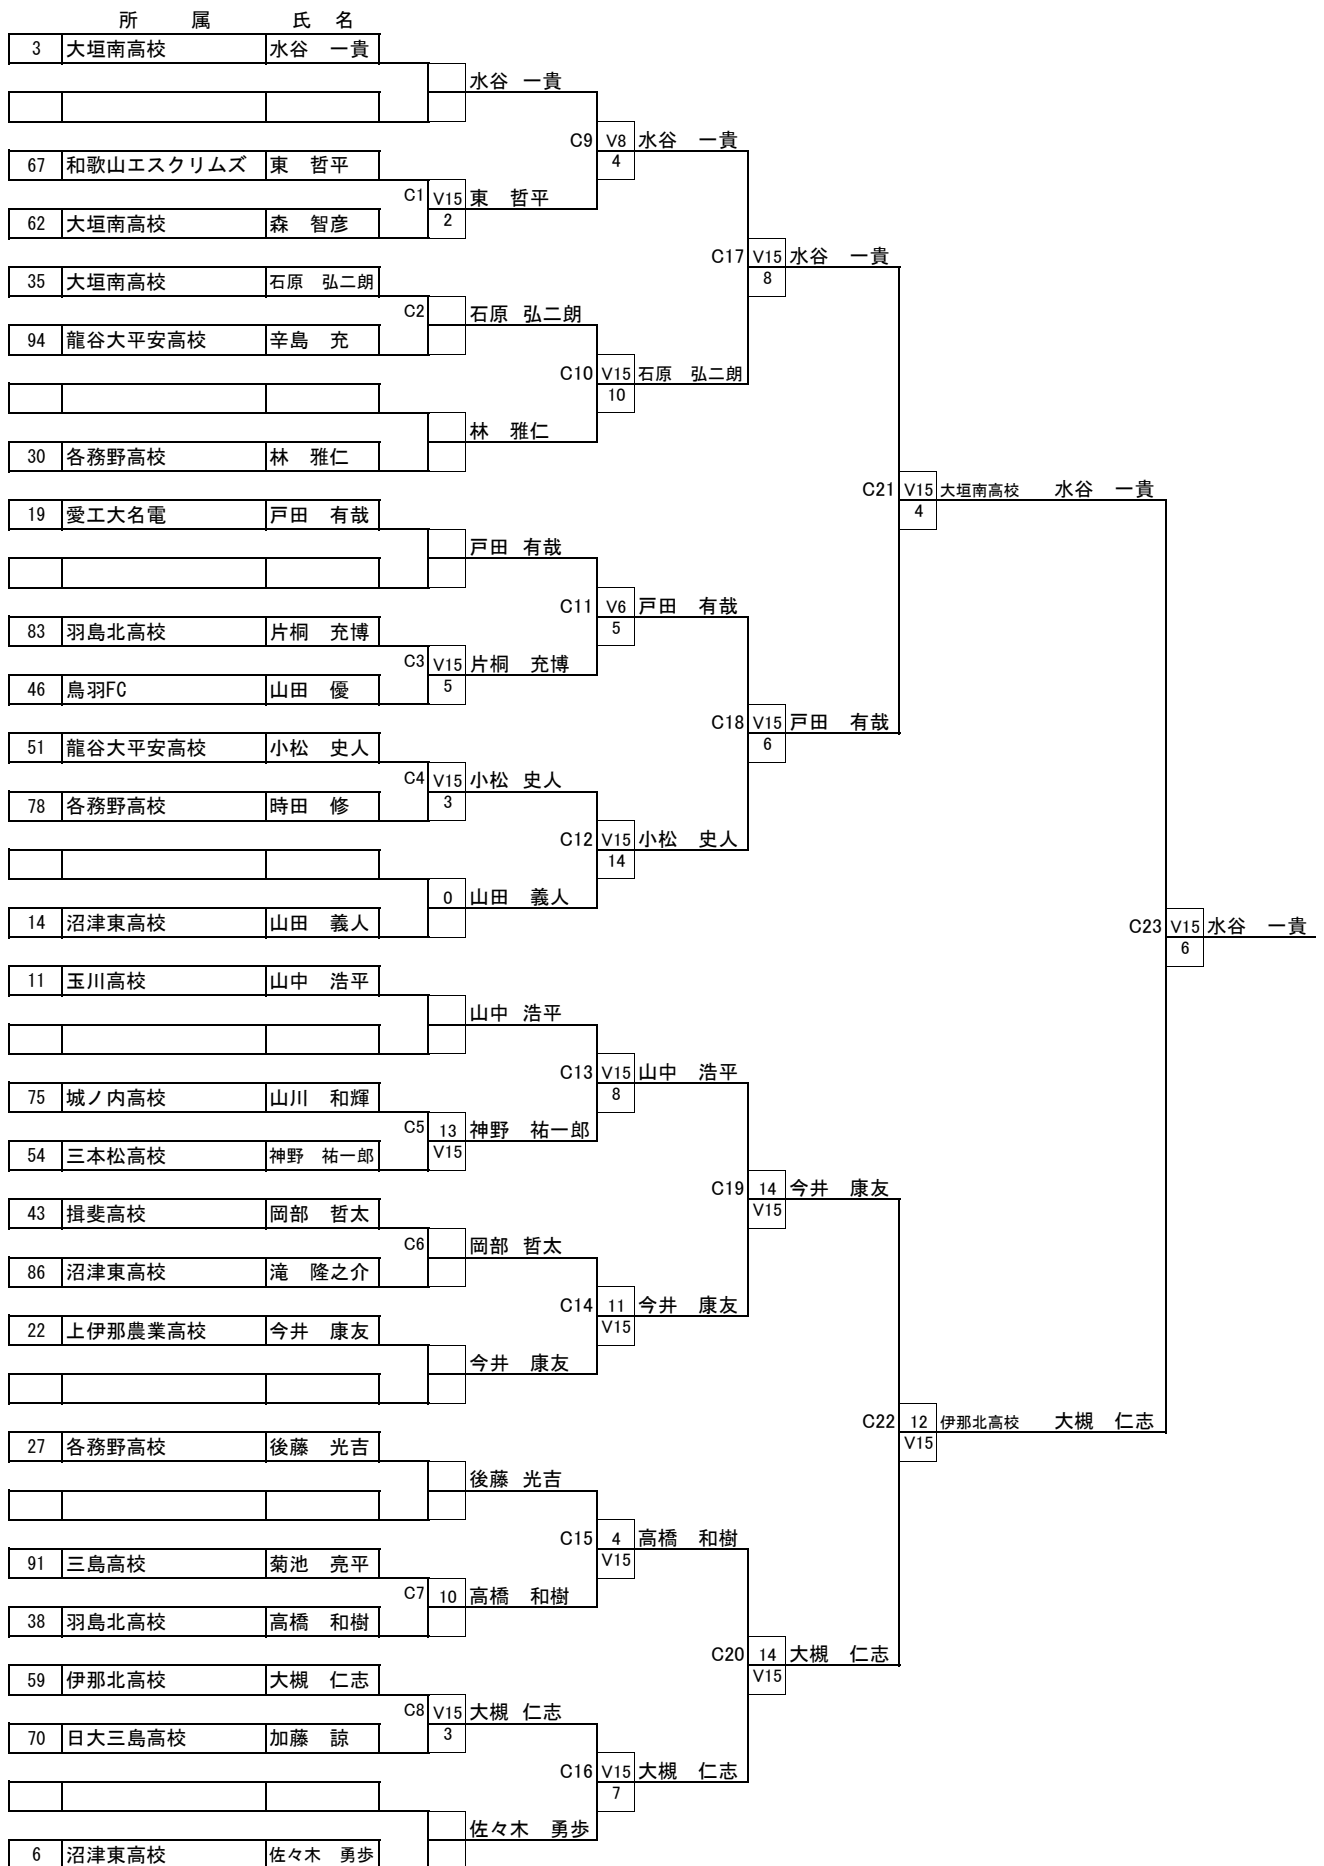 所　属　氏　名
3 大垣南高校 水谷　一貴
水谷 一貴
C9 V8 水谷　一貴
4
67 和歌山エスクリムズ 東　哲平
C1 V15 東　哲平
2
62 大垣南高校 森　智彦
C17 V15 水谷　一貴
8
35 大垣南高校 石原　弘二朗
C2 石原 弘二朗
94 龍谷大平安高校 辛島　充
C10 V15 石原　弘二朗
10
林　雅仁
30 各務野高校 林　雅仁
C21 V15 大垣南高校 水谷　一貴
4
19 愛工大名電 戸田　有哉
戸田 有哉
C11 V6 戸田　有哉
5
83 羽島北高校 片桐　充博
C3 V15 片桐　充博
5
46 鳥羽FC 山田　優
C18 V15 戸田　有哉
6
51 龍谷大平安高校 小松　史人
C4 V15 小松 史人
3
78 各務野高校 時田　修
C12 V15 小松　史人
14
0 山田　義人
14 沼津東高校 山田　義人
C23 V15 水谷　一貴
6
11 玉川高校 山中　浩平
山中 浩平
C13 V15 山中　浩平
8
75 城ノ内高校 山川　和輝
C5 13 神野　祐一郎
V15
54 三本松高校 神野　祐一郎
C19 14 今井　康友
V15
43 揖斐高校 岡部　哲太
C6 岡部 哲太
86 沼津東高校 滝　隆之介
C14 11 今井　康友
V15
22 上伊那農業高校 今井　康友
今井　康友
C22 12 伊那北高校 大槻　仁志
V15
27 各務野高校 後藤　光吉
後藤 光吉
C15 4 高橋　和樹
V15
91 三島高校 菊池　亮平
C7 10 高橋　和樹
38 羽島北高校 高橋　和樹
C20 14 大槻　仁志
V15
59 伊那北高校 大槻　仁志
C8 V15 大槻 仁志
3
70 日大三島高校 加藤　諒
C16 V15 大槻　仁志
7
佐々木　勇歩
6 沼津東高校 佐々木　勇歩